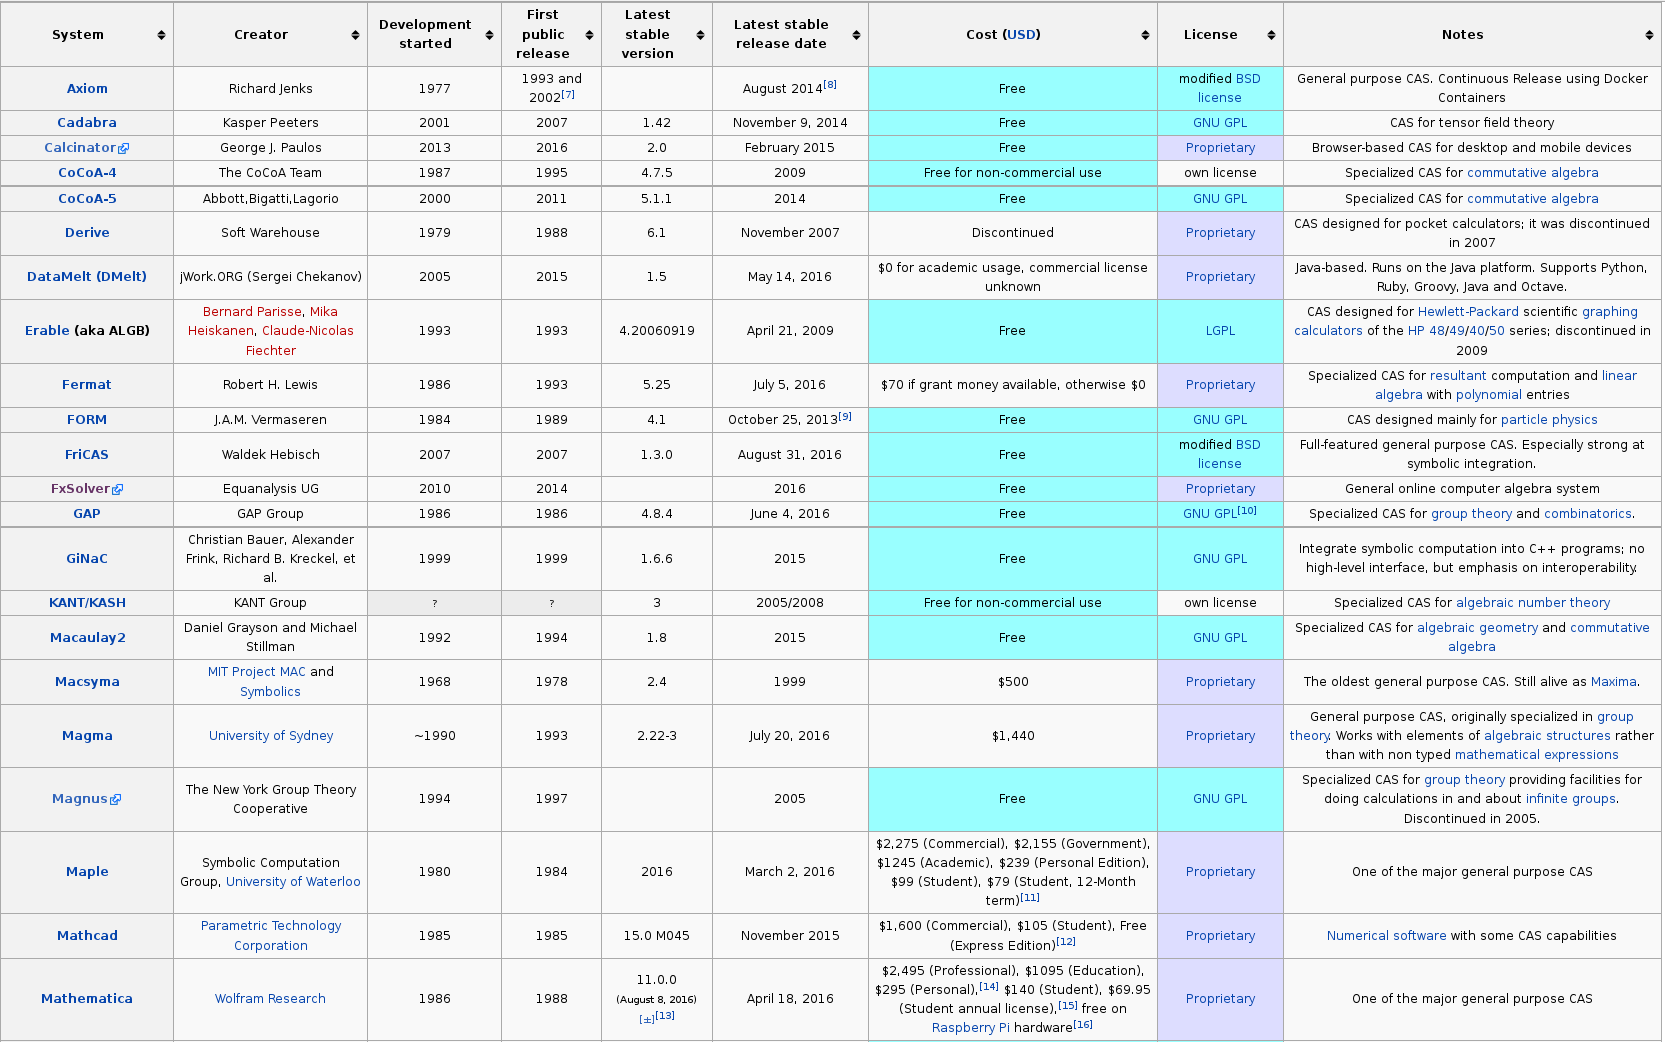 System Creator Development started First public release Latest stable version Latest stable release date Cost (USD) License Notes
Axiom Richard Jenks 1977 1993 and 2002[7] August 2014[8] Free modified BSD license General purpose CAS. Continuous Release using Docker Containers
Cadabra Kasper Peeters 2001 2007 1.42 November 9, 2014 Free GNU GPL CAS for tensor field theory
Calcinator George J. Paulos 2013 2016 2.0 February 2015 Free Proprietary Browser-based CAS for desktop and mobile devices
CoCoA-4 The CoCoA Team 1987 1995 4.7.5 2009 Free for non-commercial use own license Specialized CAS for commutative algebra
CoCoA-5 Abbott,Bigatti,Lagorio 2000 2011 5.1.1 2014 Free GNU GPL Specialized CAS for commutative algebra
Derive Soft Warehouse 1979 1988 6.1 November 2007 Discontinued Proprietary CAS designed for pocket calculators; it was discontinued in 2007
DataMelt (DMelt) jWork.ORG (Sergei Chekanov) 2005 2015 1.5 May 14, 2016 $0 for academic usage, commercial license unknown Proprietary Java-based. Runs on the Java platform. Supports Python, Ruby, Groovy, Java and Octave.
Erable (aka ALGB) Bernard Parisse, Mika Heiskanen, Claude-Nicolas Fiechter 1993 1993 4.20060919 April 21, 2009 Free LGPL CAS designed for Hewlett-Packard scientific graphing calculators of the HP 48/49/40/50 series; discontinued in 2009
Fermat Robert H. Lewis 1986 1993 5.25 July 5, 2016 $70 if grant money available, otherwise $0 Proprietary Specialized CAS for resultant computation and linear algebra with polynomial entries
FORM J.A.M. Vermaseren 1984 1989 4.1 October 25, 2013[9] Free GNU GPL CAS designed mainly for particle physics
FriCAS Waldek Hebisch 2007 2007 1.3.0 August 31, 2016 Free modified BSD license Full-featured general purpose CAS. Especially strong at symbolic integration.
FxSolver Equanalysis UG 2010 2014 2016 Free Proprietary General online computer algebra system
GAP GAP Group 1986 1986 4.8.4 June 4, 2016 Free GNU GPL[10] Specialized CAS for group theory and combinatorics.
GiNaC Christian Bauer, Alexander Frink, Richard B. Kreckel, et al. 1999 1999 1.6.6 2015 Free GNU GPL Integrate symbolic computation into C++ programs; no high-level interface, but emphasis on interoperability.
KANT/KASH KANT Group ? ? 3 2005/2008 Free for non-commercial use own license Specialized CAS for algebraic number theory
Macaulay2 Daniel Grayson and Michael Stillman 1992 1994 1.8 2015 Free GNU GPL Specialized CAS for algebraic geometry and commutative algebra
Macsyma MIT Project MAC and Symbolics 1968 1978 2.4 1999 $500 Proprietary The oldest general purpose CAS. Still alive as Maxima.
Magma University of Sydney ~1990 1993 2.22-3 July 20, 2016 $1,440 Proprietary General purpose CAS, originally specialized in group theory. Works with elements of algebraic structures rather than with non typed mathematical expressions
Magnus The New York Group Theory Cooperative 1994 1997 2005 Free GNU GPL Specialized CAS for group theory providing facilities for doing calculations in and about infinite groups. Discontinued in 2005.
Maple Symbolic Computation Group, University of Waterloo 1980 1984 2016 March 2, 2016 $2,275 (Commercial), $2,155 (Government), $1245 (Academic), $239 (Personal Edition), $99 (Student), $79 (Student, 12-Month term)[11] Proprietary One of the major general purpose CAS
Mathcad Parametric Technology Corporation 1985 1985 15.0 M045 November 2015 $1,600 (Commercial), $105 (Student), Free (Express Edition)[12] Proprietary Numerical software with some CAS capabilities
Mathematica Wolfram Research 1986 1988 11.0.0 (August 8, 2016) [±][13] April 18, 2016 $2,495 (Professional), $1095 (Education), $295 (Personal),[14] $140 (Student), $69.95 (Student annual license),[15] free on Raspberry Pi hardware[16] Proprietary One of the major general purpose CAS